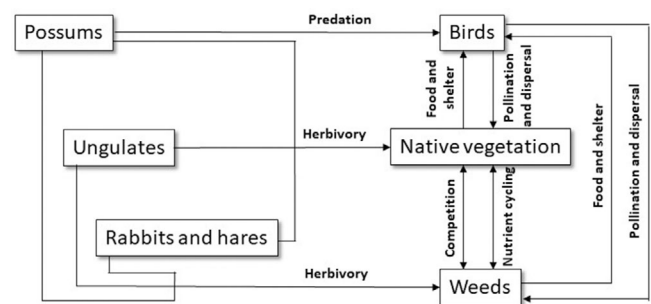 Possums
Predation
Birds
Food and
shelter
Pollination
and dispersal
Ungulates
Herbivory
Native vegetation
Food and shelter
Pollination and dispersal
Competition
Nutrient cycling
Rabbits and hares
Herbivory
Weeds